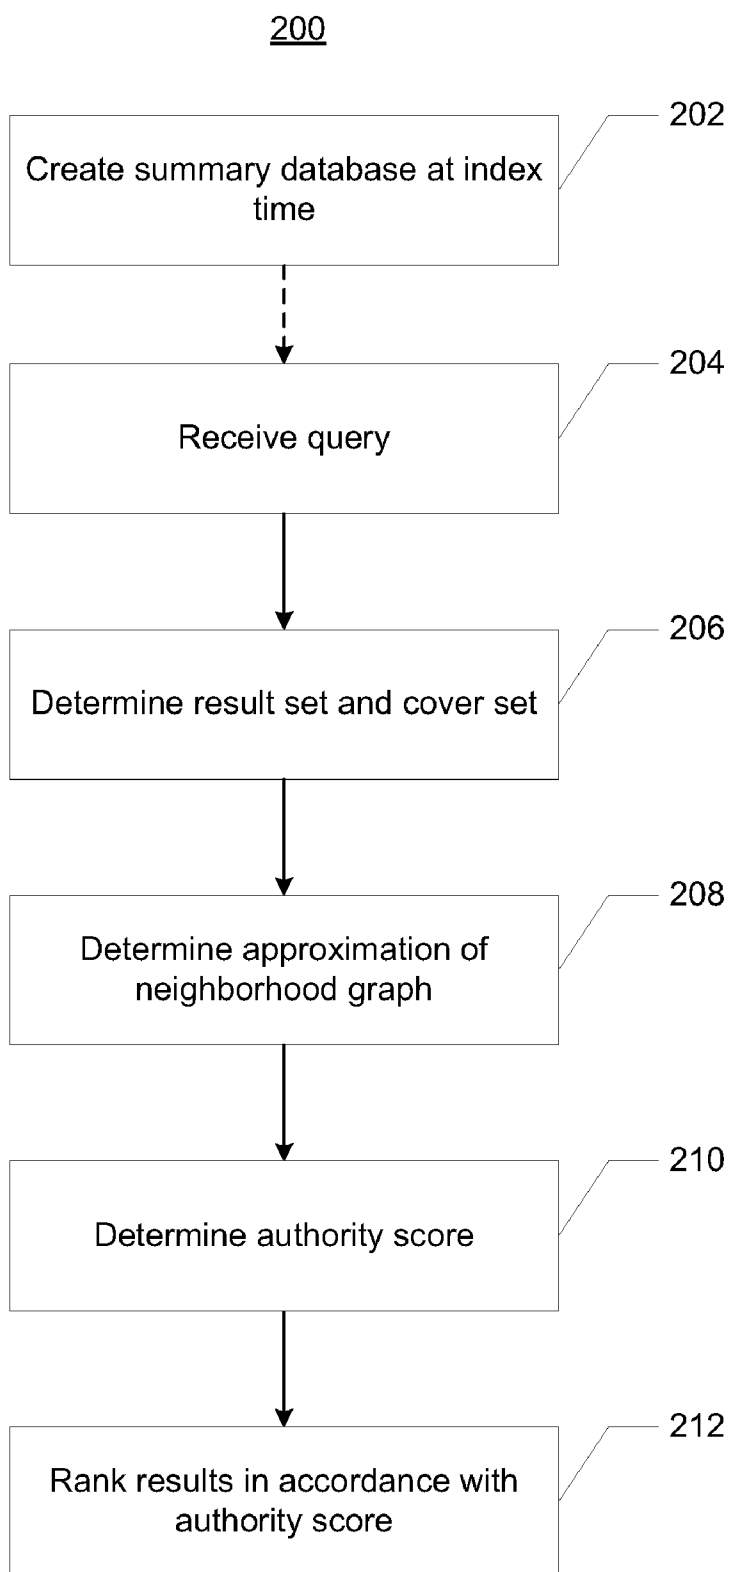 200
202
Create summary database at index
time
204
Receive query
206
Determine result set and cover set
208
Determine approximation of
neighborhood graph
210
Determine authority score
212
Rank results in accordance with
authority score